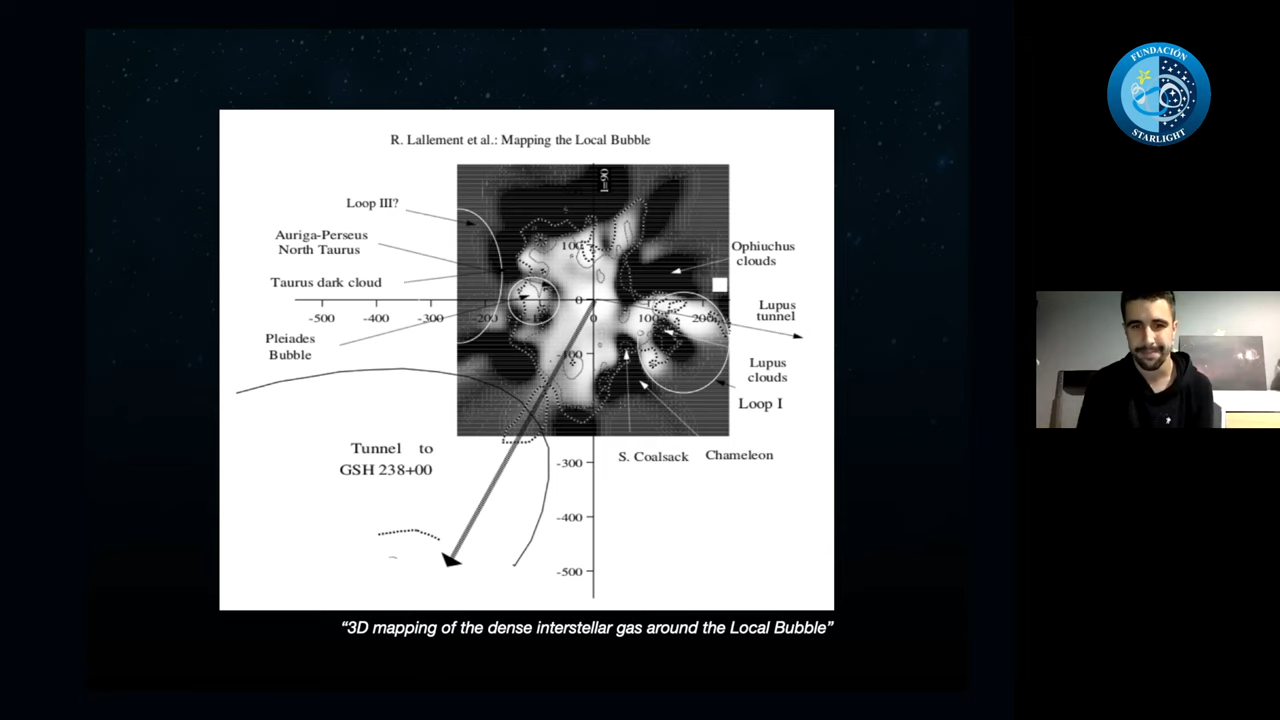 FUNDACIÓN
STARLIGHT
R. Lallement et al.: Mapping the Local Bubble
l=90
Loop III?
Auriga-Perseus
North Taurus
Taurus dark cloud
Pleiades
Bubble
Ophiuchus
clouds
Lupus
tunnel
Lupus
clouds
Loop I
S. Coalsack
Chameleon
Tunnel to
GSH 238+00
-500 -400 -300 -200 0 100 200
100
0
-100
-300
-400
-500
“3D mapping of the dense interstellar gas around the Local Bubble”